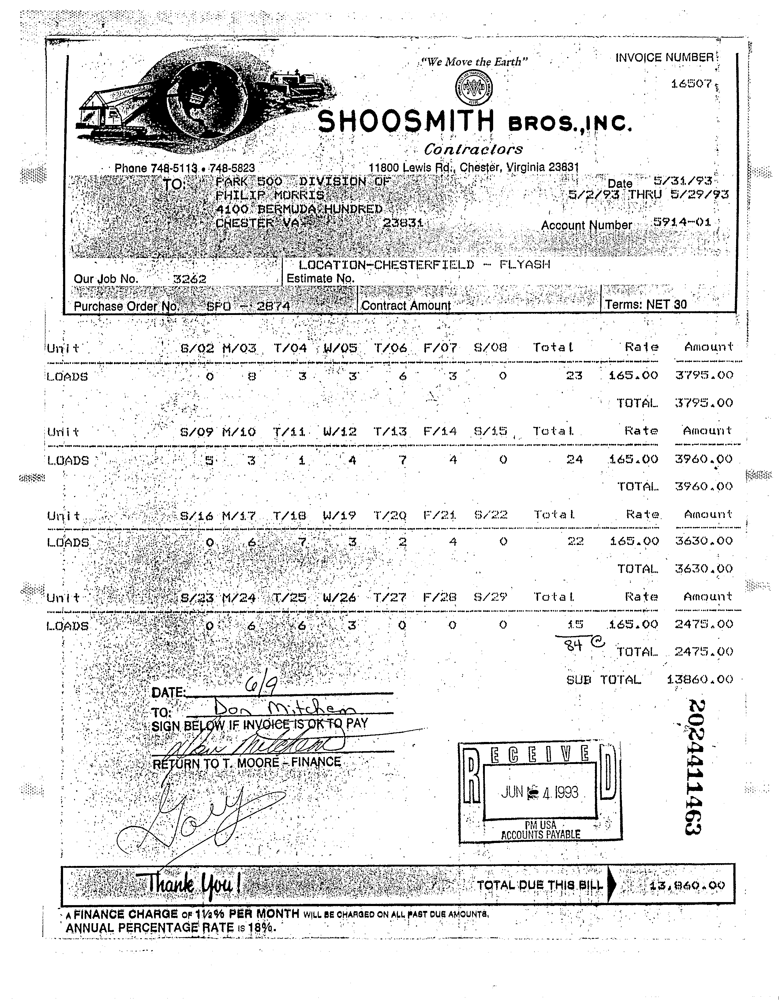 "We Move the Earth"
INVOICE NUMBER
16507
SHOOSMITH BROS., INC.
Contractors
Phone 748-5113 • 748-5823
11800 Lewis Rd., Chester, Virginia 23831
TO: PARK 500 DIVISION OF
PHILIP MORRIS
4100 BERMUDA HUNDRED
CHESTER VA 23831
Date 5/31/93
5/2/93 THRU 5/29/93
Account Number 5914-01
LOCATION-CHESTERFIELD - FLYASH
Our Job No. 3262 Estimate No.
Purchase Order No. SPO - 2874 Contract Amount Terms: NET 30
Unit S/02 M/03 T/04 W/05 T/06 F/07 S/08 Total Rate Amount
LOADS 0 8 3 3 6 3 0 23 165.00 3795.00
TOTAL 3795.00
Unit S/09 M/10 T/11 W/12 T/13 F/14 S/15 Total Rate Amount
LOADS 5 3 1 4 7 4 0 24 165.00 3960.00
TOTAL 3960.00
Unit S/16 M/17 T/18 W/19 T/20 F/21 S/22 Total Rate Amount
LOADS 0 6 7 3 2 4 0 22 165.00 3630.00
TOTAL 3630.00
Unit S/23 M/24 T/25 W/26 T/27 F/28 S/29 Total Rate Amount
LOADS 0 6 6 3 0 0 0 15 165.00 2475.00
84 TOTAL 2475.00
SUB TOTAL 13860.00
DATE: 6/9
TO: Don Mitchem
SIGN BELOW IF INVOICE IS OK TO PAY
RETURN TO T. MOORE - FINANCE
Gary
RECEIVED
JUN 4 1993
PM USA
ACCOUNTS PAYABLE
2024411463
Thank You!
TOTAL DUE THIS BILL 13,860.00
A FINANCE CHARGE OF 1½% PER MONTH WILL BE CHARGED ON ALL PAST DUE AMOUNTS.
ANNUAL PERCENTAGE RATE IS 18%.